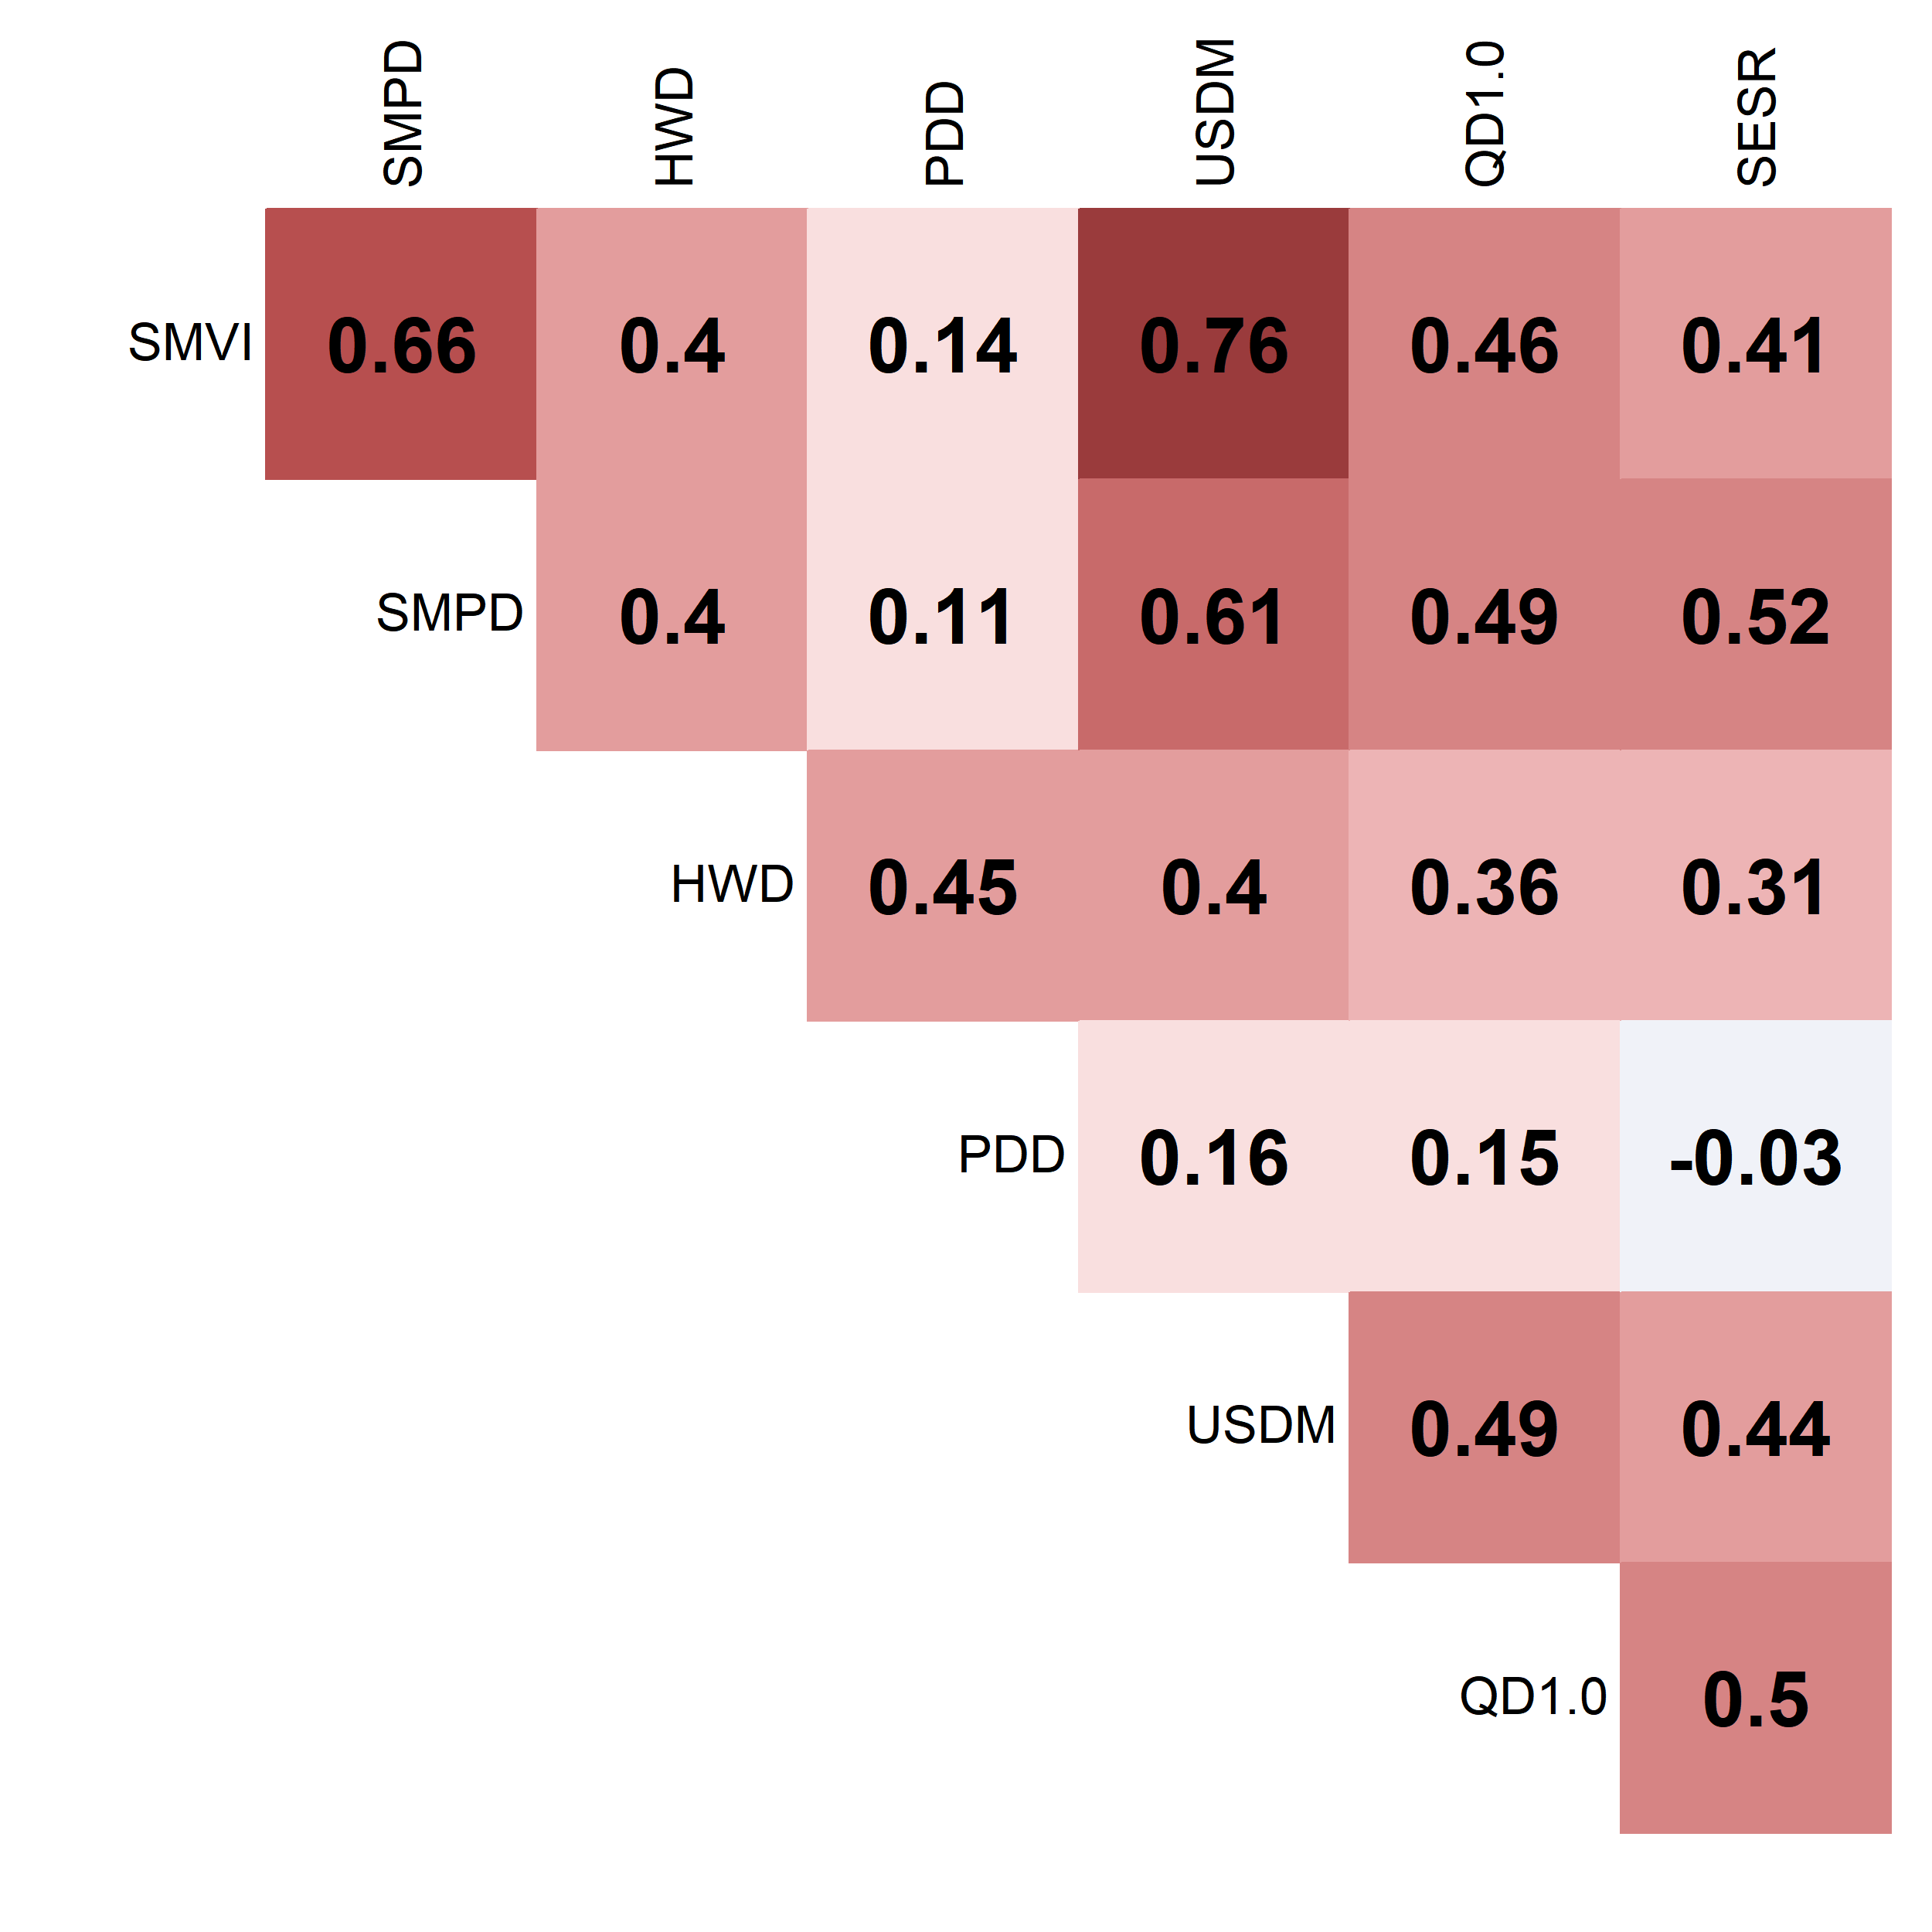 SMPD HWD PDD USDM QD1.0 SESR
SMVI 0.66 0.4 0.14 0.76 0.46 0.41
SMPD 0.4 0.11 0.61 0.49 0.52
HWD 0.45 0.4 0.36 0.31
PDD 0.16 0.15 -0.03
USDM 0.49 0.44
QD1.0 0.5